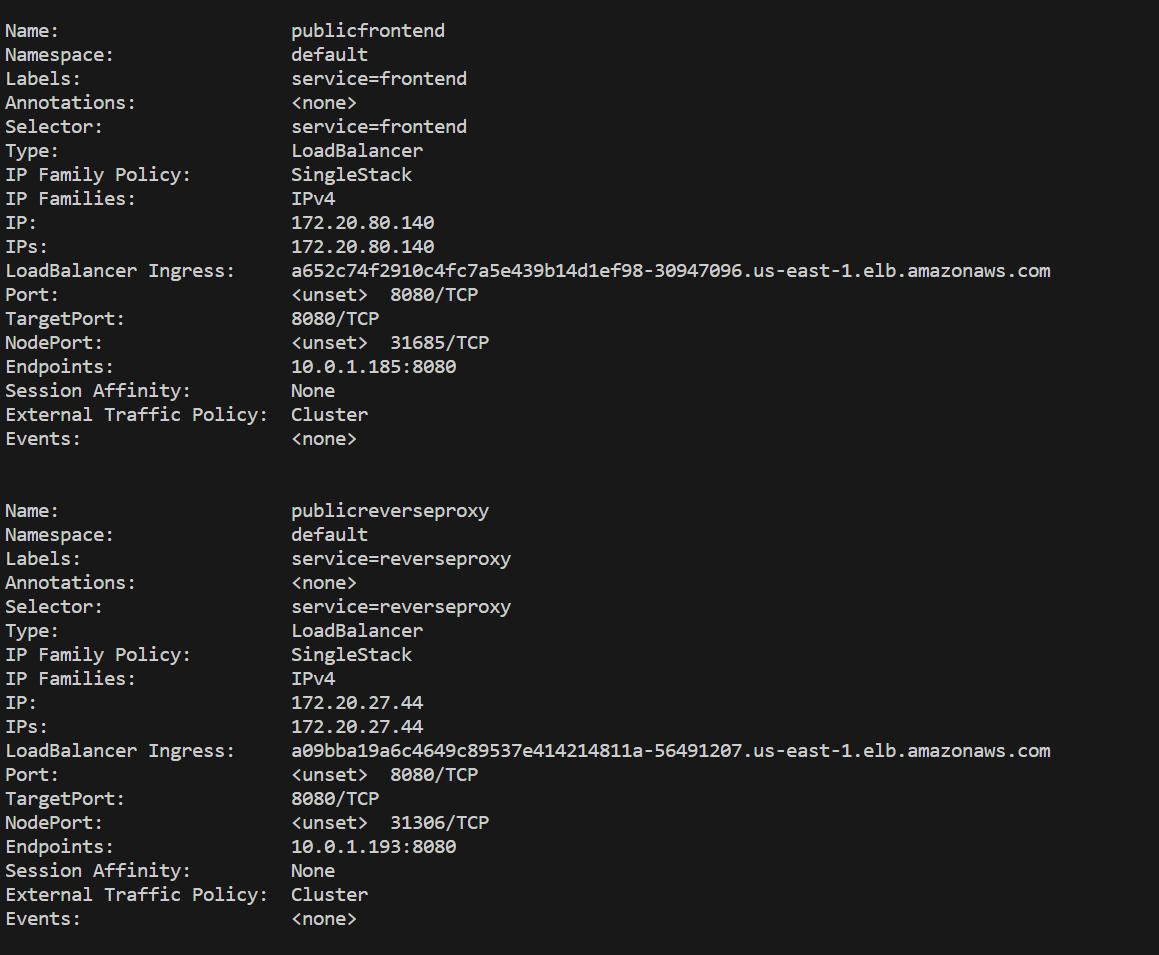 Name:                     publicfrontend
Namespace:                default
Labels:                   service=frontend
Annotations:              <none>
Selector:                 service=frontend
Type:                     LoadBalancer
IP Family Policy:         SingleStack
IP Families:              IPv4
IP:                       172.20.80.140
IPs:                      172.20.80.140
LoadBalancer Ingress:     a652c74f2910c4fc7a5e439b14d1ef98-30947096.us-east-1.elb.amazonaws.com
Port:                     <unset>  8080/TCP
TargetPort:               8080/TCP
NodePort:                 <unset>  31685/TCP
Endpoints:                10.0.1.185:8080
Session Affinity:         None
External Traffic Policy:  Cluster
Events:                   <none>
Name:                     publicreverseproxy
Namespace:                default
Labels:                   service=reverseproxy
Annotations:              <none>
Selector:                 service=reverseproxy
Type:                     LoadBalancer
IP Family Policy:         SingleStack
IP Families:              IPv4
IP:                       172.20.27.44
IPs:                      172.20.27.44
LoadBalancer Ingress:     a09bba19a6c4649c89537e414214811a-56491207.us-east-1.elb.amazonaws.com
Port:                     <unset>  8080/TCP
TargetPort:               8080/TCP
NodePort:                 <unset>  31306/TCP
Endpoints:                10.0.1.193:8080
Session Affinity:         None
External Traffic Policy:  Cluster
Events:                   <none>